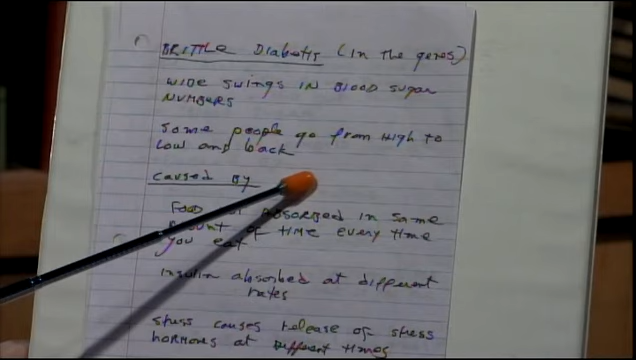 BRITTLE Diabetis (in the genes)
WIDE SWINGS IN Blood sugar
NUMBERS
Some people go from High to
Low and back
Caused By
Food absorbed in same
of time every time
you eat
insulin absorbed at different
rates
stress causes release of stress
hormones at different times